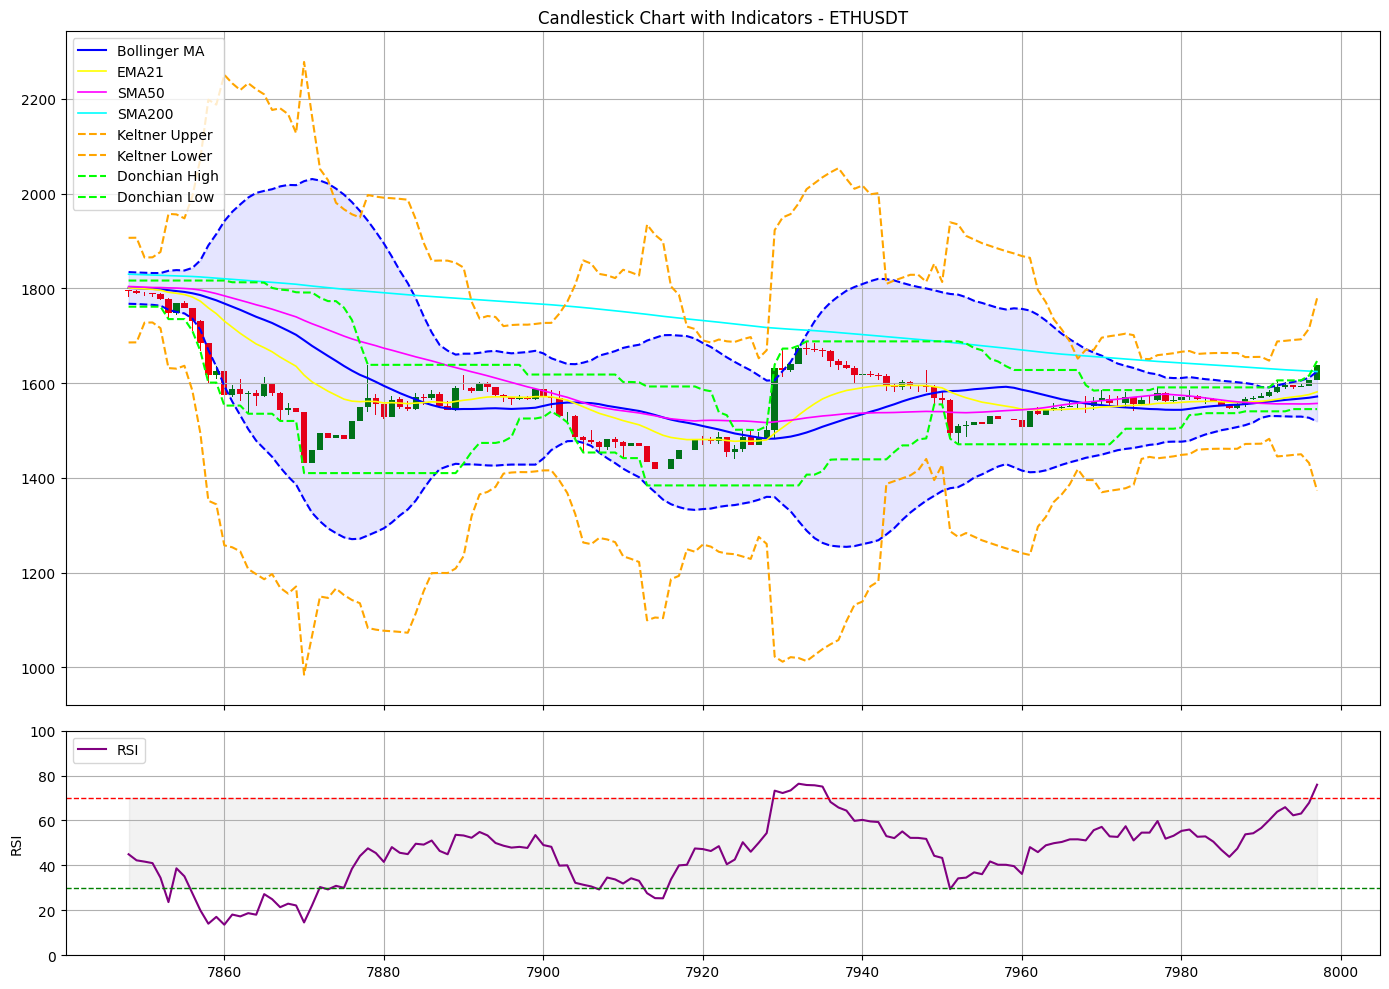 Candlestick Chart with Indicators - ETHUSDT
Bollinger MA
EMA21
SMA50
SMA200
Keltner Upper
Keltner Lower
Donchian High
Donchian Low
2200
2000
1800
1600
1400
1200
1000
RSI
100
80
60
40
20
0
RSI
7860 7880 7900 7920 7940 7960 7980 8000